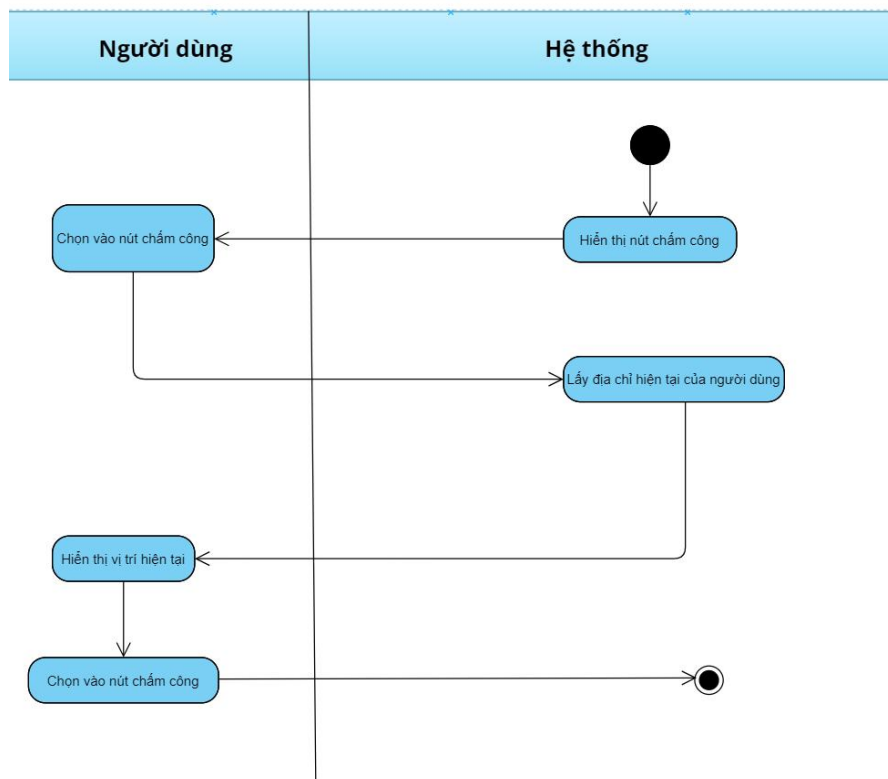 Người dùng
Hệ thống
Hiển thị nút chấm công
Chọn vào nút chấm công
Lấy địa chỉ hiện tại của người dùng
Hiển thị vị trí hiện tại
Chọn vào nút chấm công